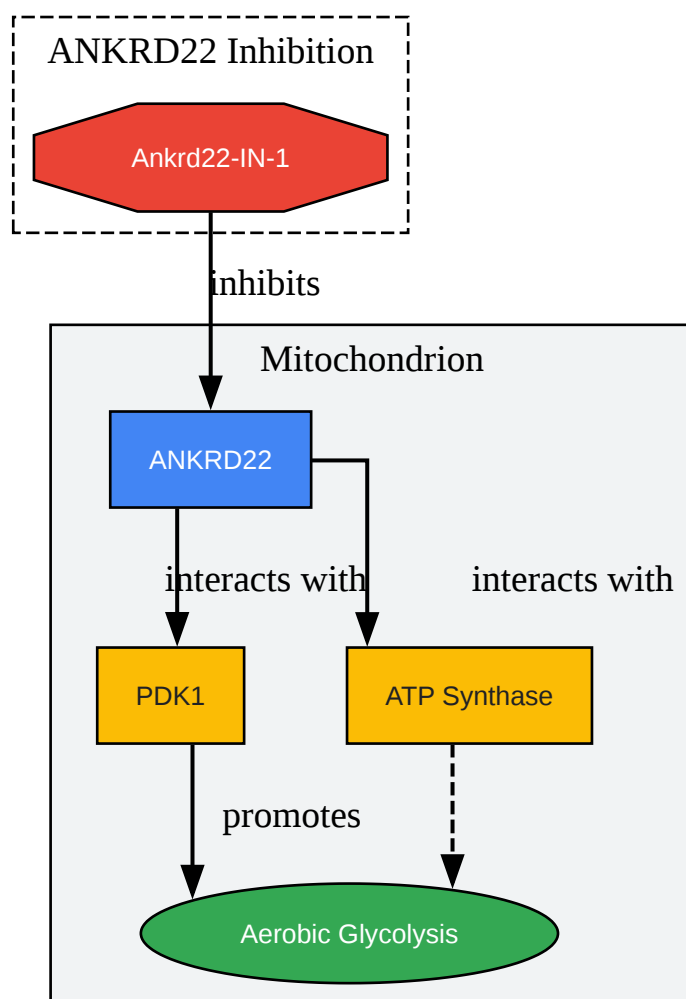 ANKRD22 Inhibition
Ankrd22-IN-1
inhibits
Mitochondrion
ANKRD22
interacts with
interacts with
PDK1
ATP Synthase
promotes
Aerobic Glycolysis